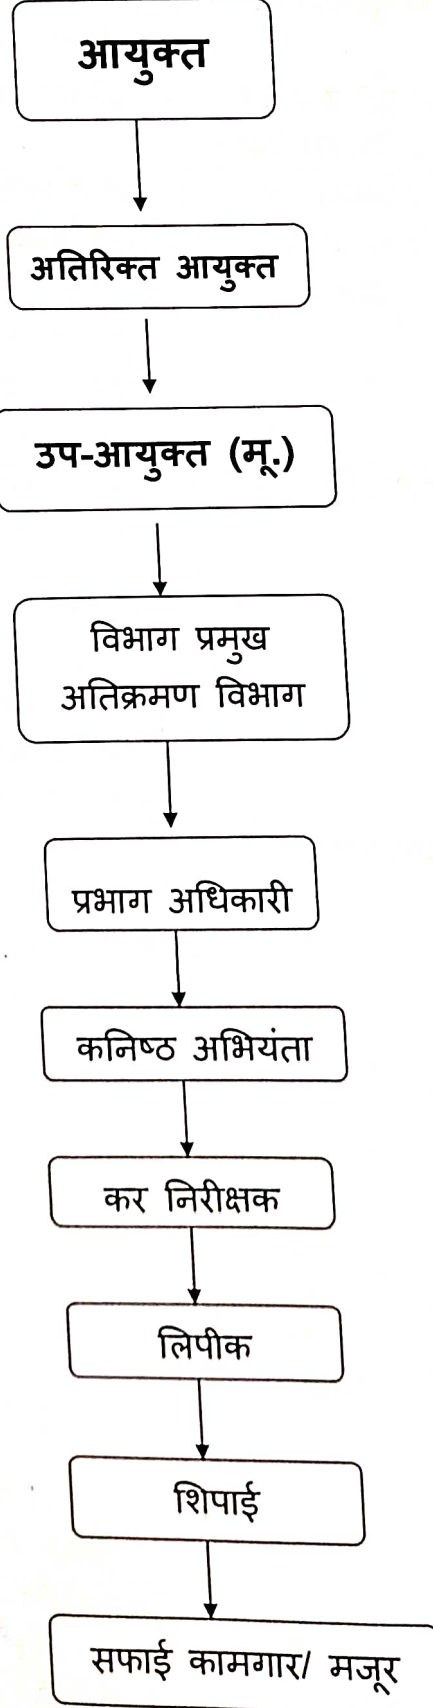 आयुक्त
अतिरिक्त आयुक्त
उप-आयुक्त (मू.)
विभाग प्रमुख
अतिक्रमण विभाग
प्रभाग अधिकारी
कनिष्ठ अभियंता
कर निरीक्षक
लिपीक
शिपाई
सफाई कामगार/ मजूर